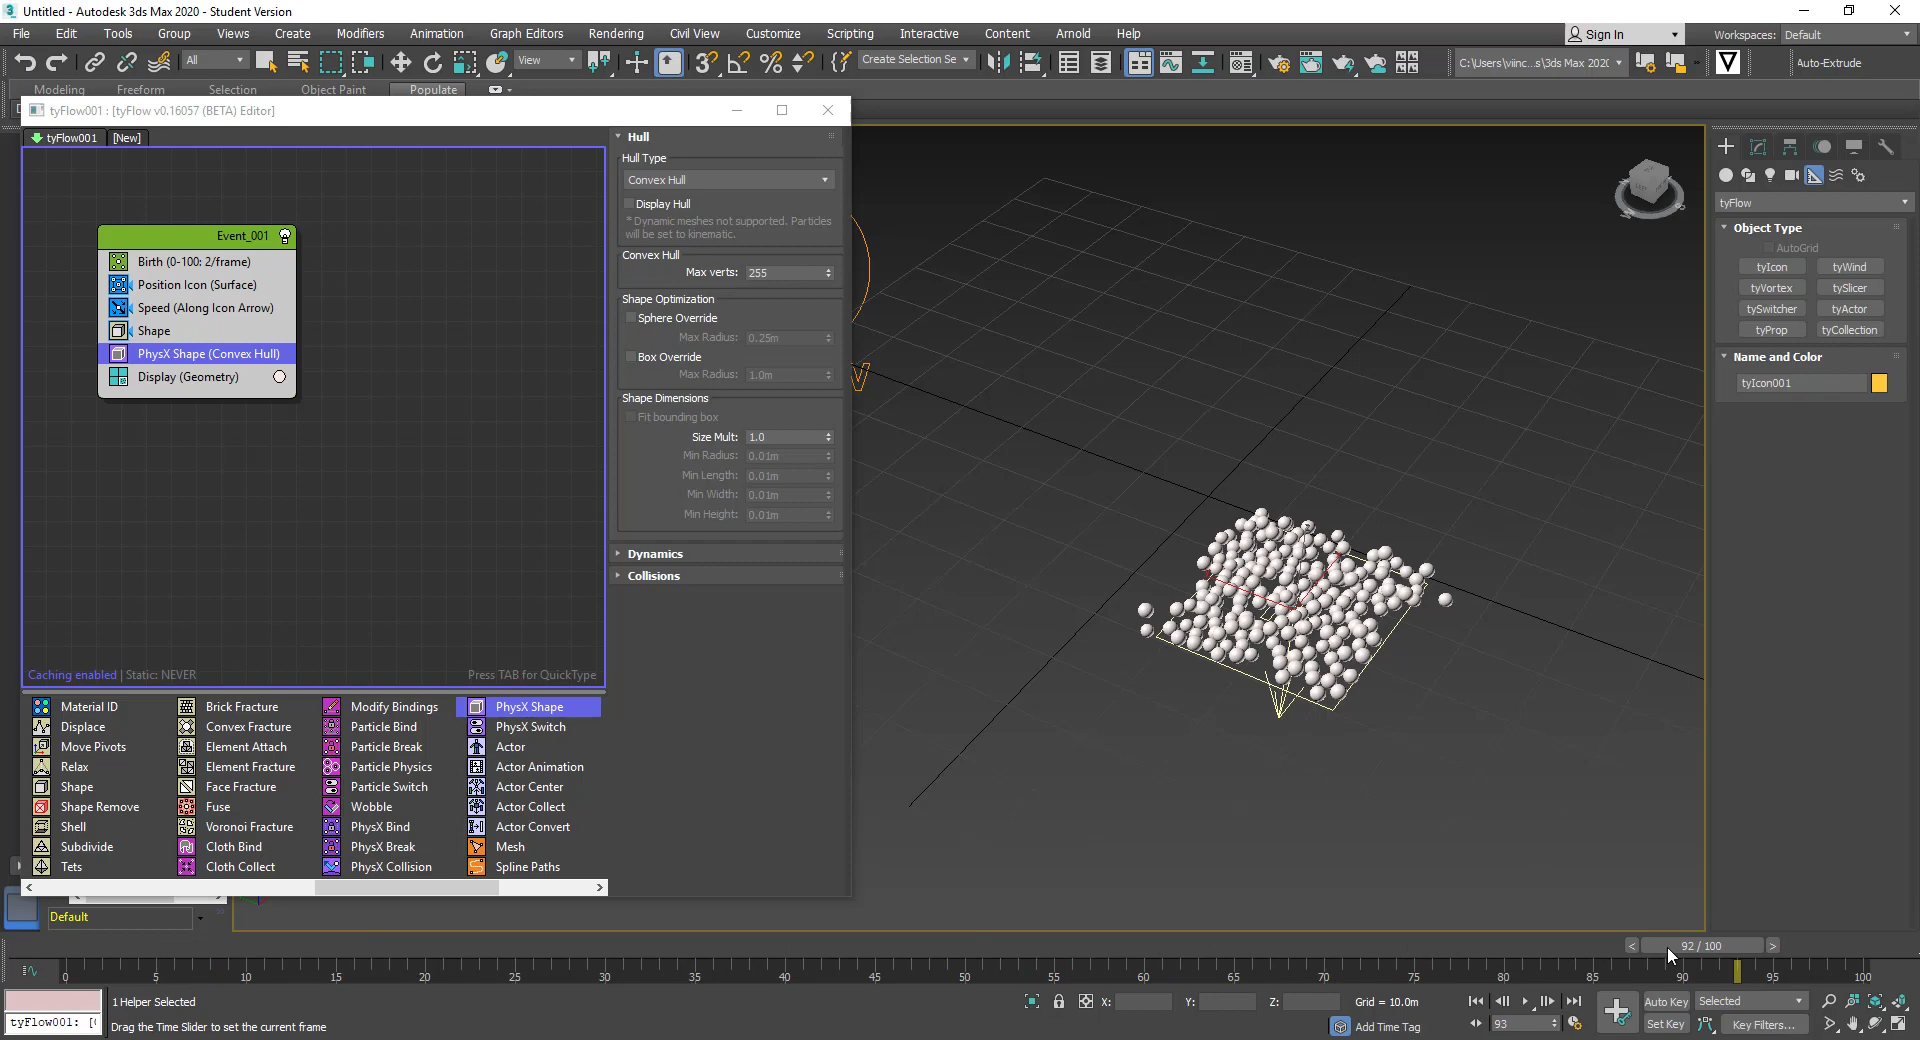 Untitled - Autodesk 3ds Max 2020 - Student Version
File Edit Tools Group Views Create Modifiers Animation Graph Editors Rendering Civil View Customize Scripting Interactive Content Arnold Help
Sign In Workspaces: Default
All View Create Selection Se C:\Users\viinc...s\3ds Max 202( Auto-Extrude
Modeling Freeform Selection Object Paint Populate
tyFlow001 : [tyFlow v0.16057 (BETA) Editor]
tyFlow001 [New]
Event_001
Birth (0-100: 2/frame)
Position Icon (Surface)
Speed (Along Icon Arrow)
Shape
PhysX Shape (Convex Hull)
Display (Geometry)
Caching enabled | Static: NEVER Press TAB for QuickType
Material ID Brick Fracture Modify Bindings PhysX Shape
Displace Convex Fracture Particle Bind PhysX Switch
Move Pivots Element Attach Particle Break Actor
Relax Element Fracture Particle Physics Actor Animation
Shape Face Fracture Particle Switch Actor Center
Shape Remove Fuse Wobble Actor Collect
Shell Voronoi Fracture PhysX Bind Actor Convert
Subdivide Cloth Bind PhysX Break Mesh
Tets Cloth Collect PhysX Collision Spline Paths
Hull
Hull Type
Convex Hull
Display Hull
* Dynamic meshes not supported. Particles
will be set to kinematic.
Convex Hull
Max verts: 255
Shape Optimization
Sphere Override
Max Radius: 0.25m
Box Override
Max Radius: 1.0m
Shape Dimensions
Fit bounding box
Size Mult: 1.0
Min Radius: 0.01m
Min Length: 0.01m
Min Width: 0.01m
Min Height: 0.01m
Dynamics
Collisions
tyFlow
Object Type
AutoGrid
tyIcon tyWind
tyVortex tySlicer
tySwitcher tyActor
tyProp tyCollection
Name and Color
tyIcon001
Default
< 92 / 100 >
0 5 10 15 20 25 30 35 40 45 50 55 60 65 70 75 80 85 90 95 100
1 Helper Selected X: Y: Z: Grid = 10.0m Auto Key Selected
tyFlow001: [( Drag the Time Slider to set the current frame Add Time Tag 93 Set Key Key Filters...